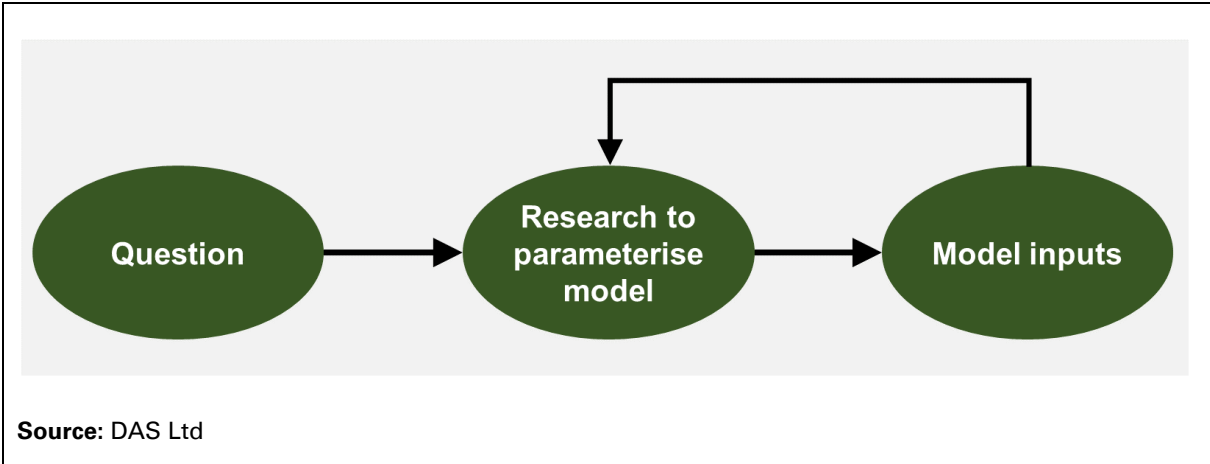 Question
Research to
parameterise
model
Model inputs
Source: DAS Ltd